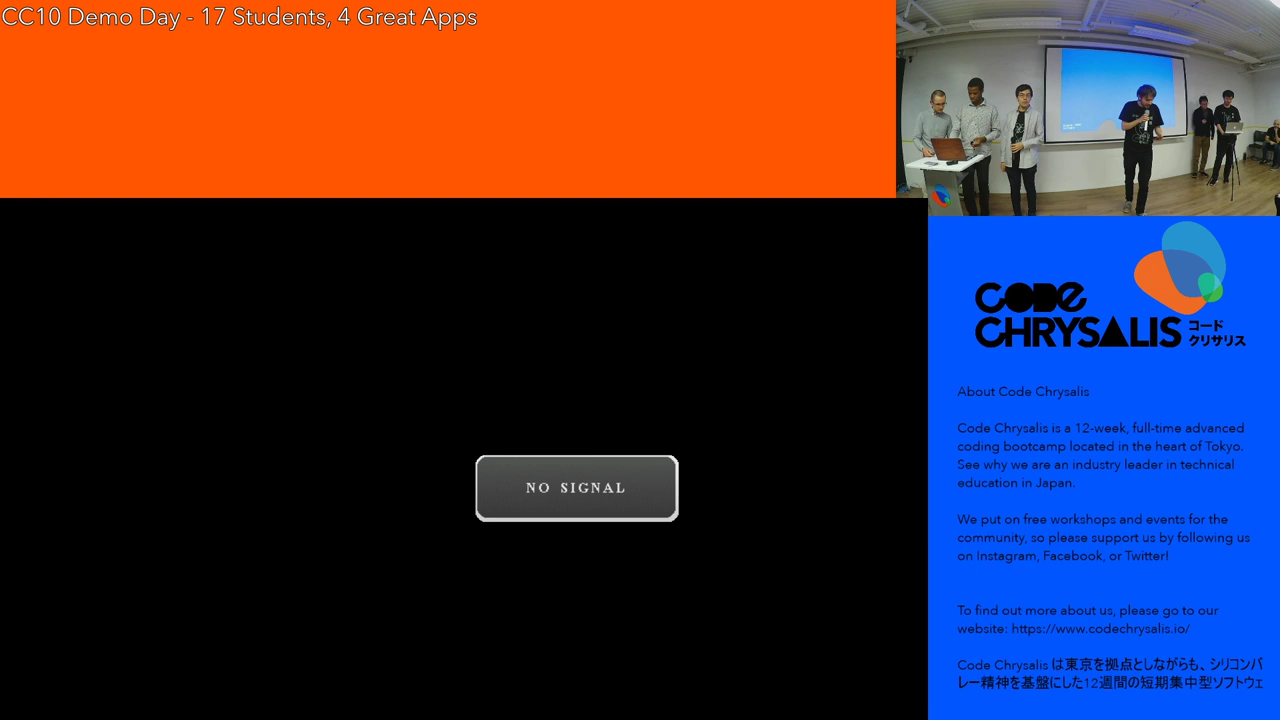 CC10 Demo Day - 17 Students, 4 Great Apps
NO SIGNAL
CODE
CHRYSALIS
コード
クリサリス
About Code Chrysalis
Code Chrysalis is a 12-week, full-time advanced
coding bootcamp located in the heart of Tokyo.
See why we are an industry leader in technical
education in Japan.
We put on free workshops and events for the
community, so please support us by following us
on Instagram, Facebook, or Twitter!
To find out more about us, please go to our
website: https://www.codechrysalis.io/
Code Chrysalis は東京を拠点としながらも、シリコンバ
レー精神を基盤にした12週間の短期集中型ソフトウェ